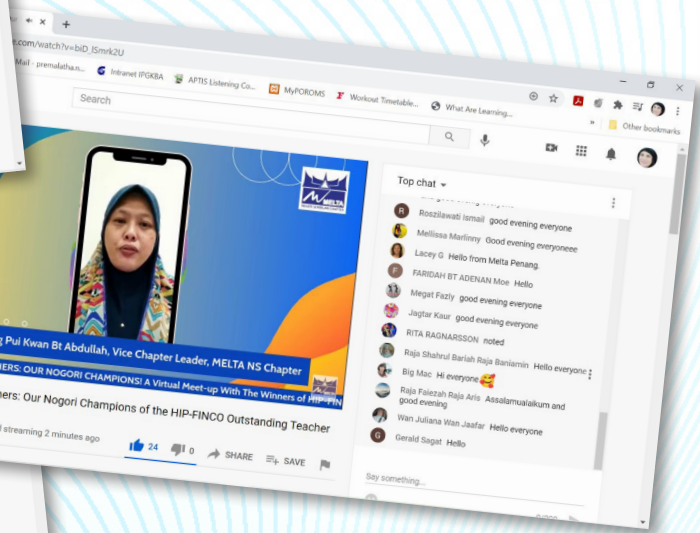 .com/watch?v=biD_ISmrk2U
Mail - premalatha.n...
Intranet IPGKBA
APTIS Listening Co...
MyPOROMS
Workout Timetable...
What Are Learning...
»
Other bookmarks
Search
MELTA
Top chat
Roszilawati Ismail good evening everyone
Mellissa Marlinny Good evening everyoneee
Lacey G Hello from Melta Penang.
FARIDAH BT ADENAN Moe Hello
Megat Fazly good evening everyone
Jagtar Kaur good evening everyone
RITA RAGNARSSON noted
Raja Shahrul Bariah Raja Baniamin Hello everyone
Big Mac Hi everyone 🥰
Raja Faiezah Raja Aris Assalamualaikum and
good evening
Wan Juliana Wan Jaafar Hello everyone
Gerald Sagat Hello
Say something...
g Pui Kwan Bt Abdullah, Vice Chapter Leader, MELTA NS Chapter
HERS: OUR NOGORI CHAMPIONS! A Virtual Meet-up With The Winners of HIP-FIN
hers: Our Nogori Champions of the HIP-FINCO Outstanding Teacher
streaming 2 minutes ago
24
0
SHARE
SAVE